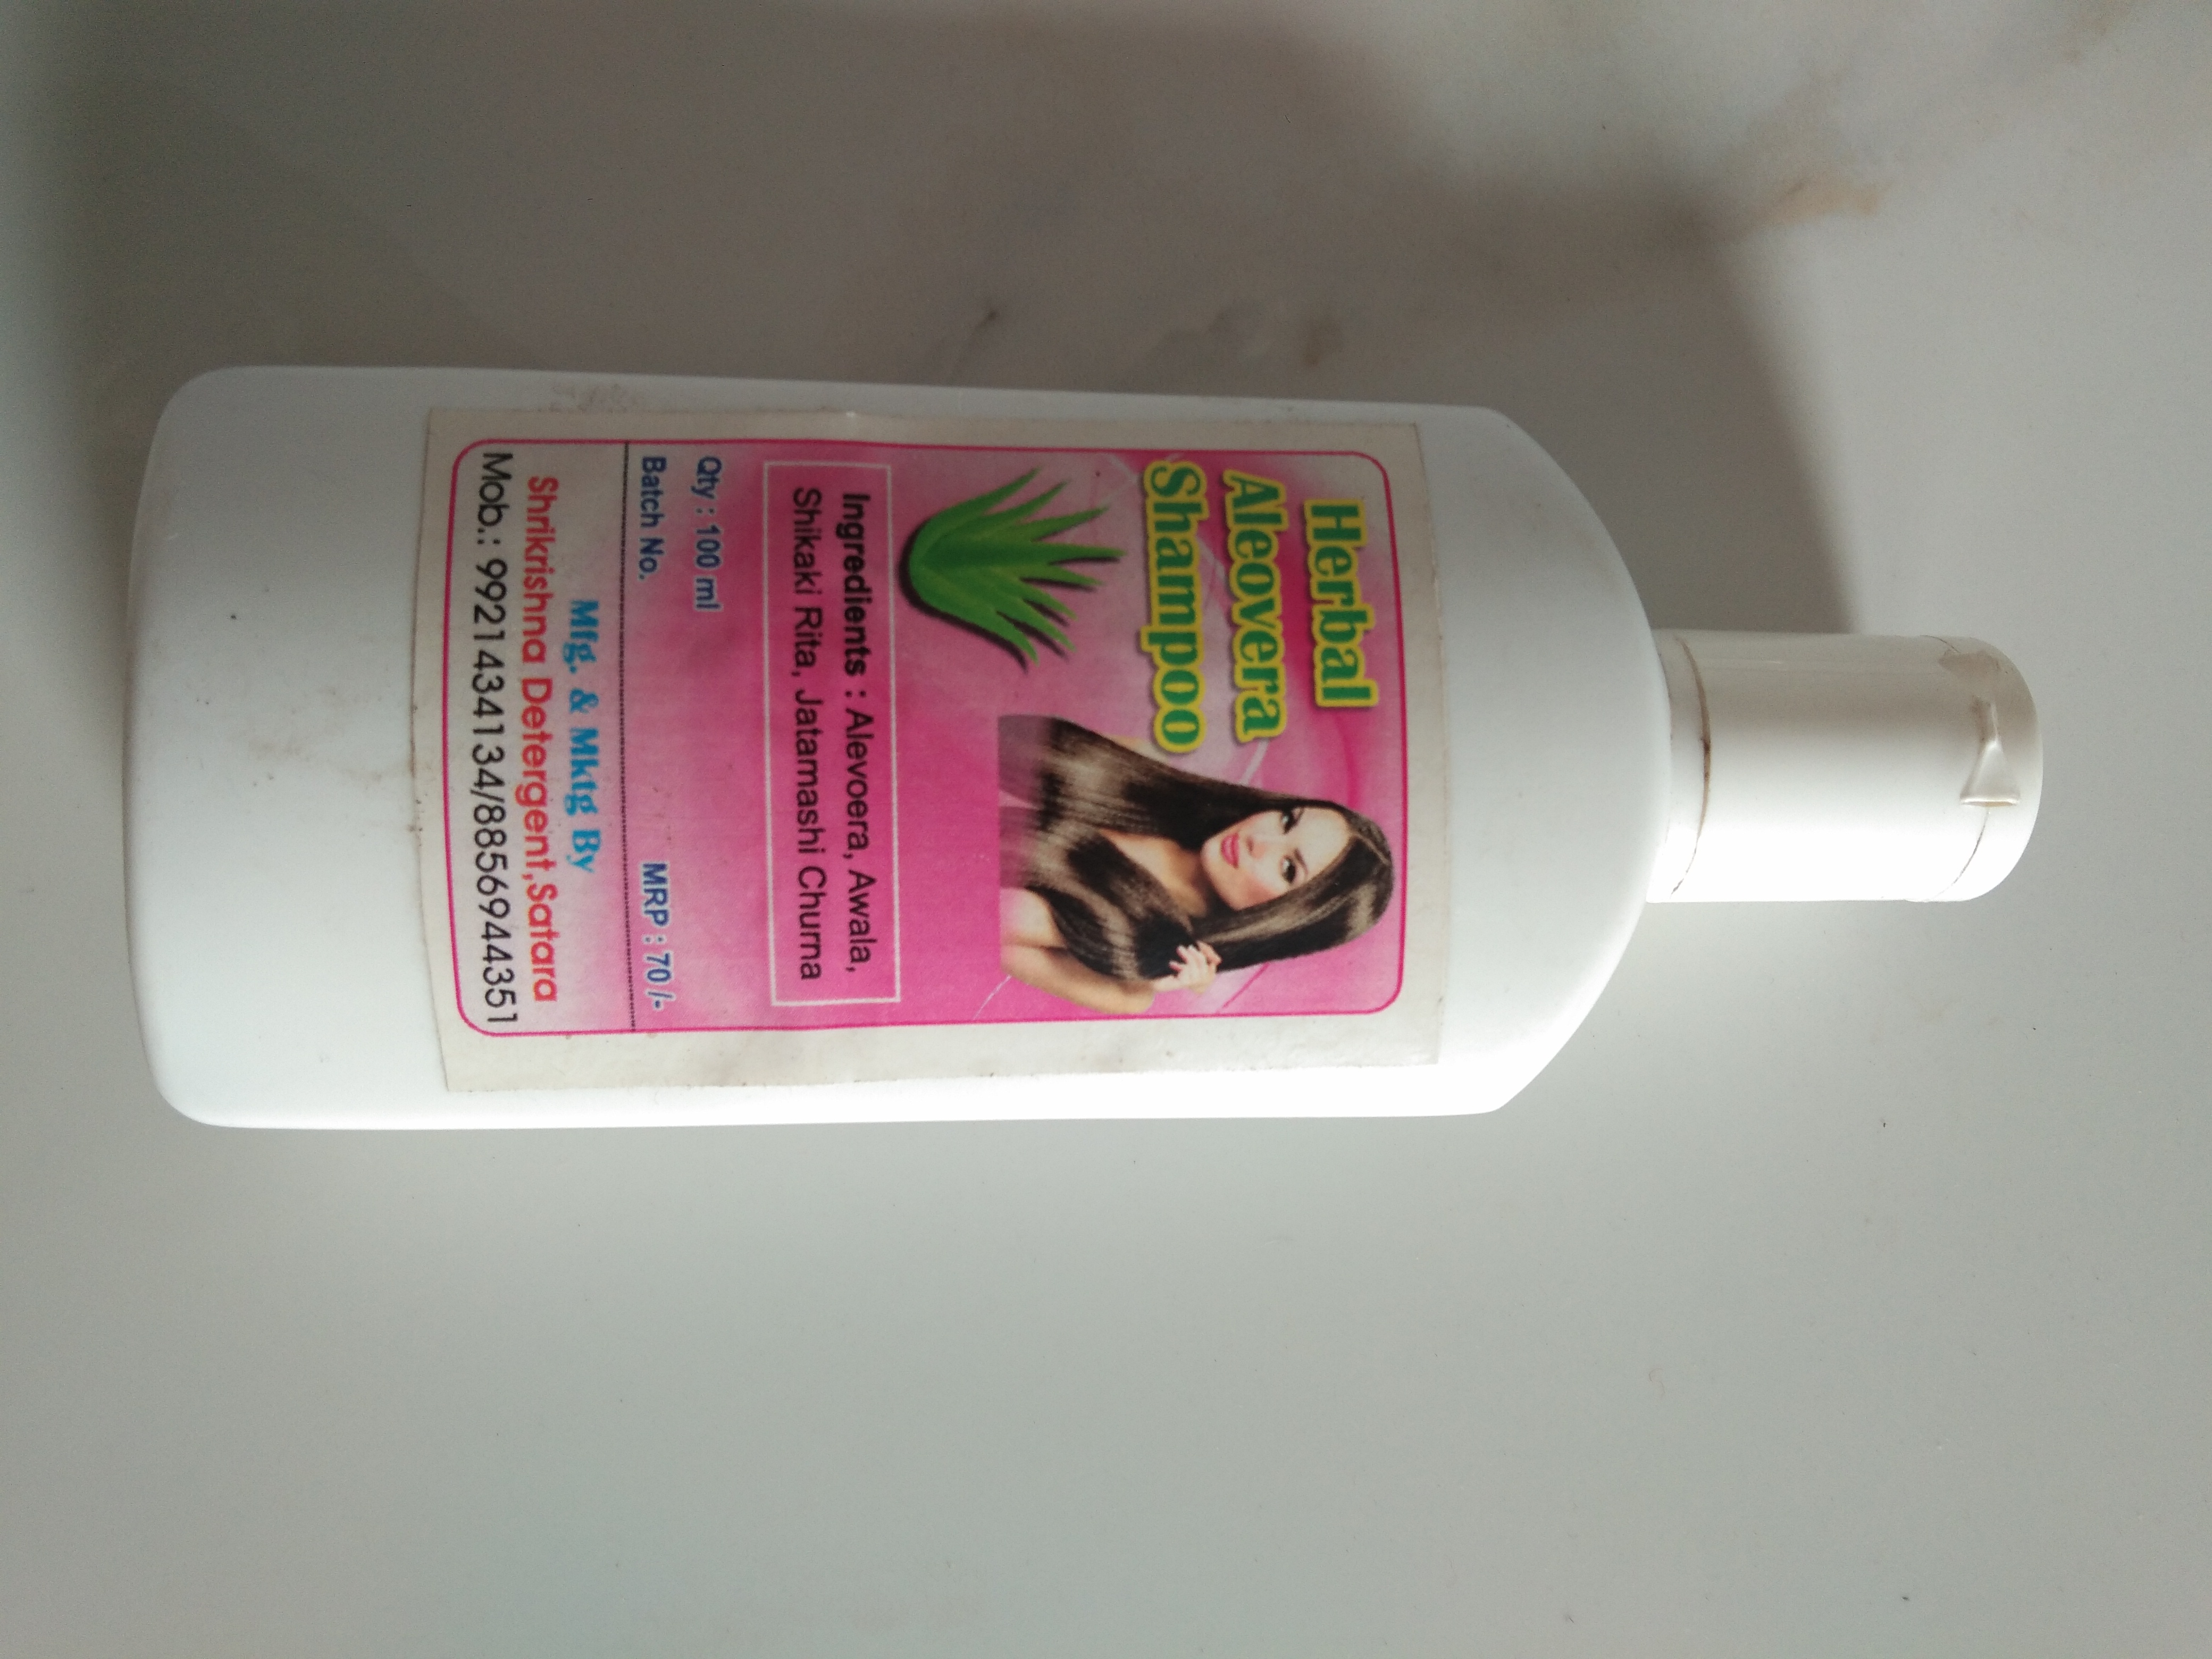 Herbal
Aleovera
Shampoo
Ingredients : Alevoera, Awala,
Shikaki Rita, Jatamashi Churna
Qty : 100 ml
Batch No. MRP : 70 /-
Mfg. & Mktg By
Shrikrishna Detergent,Satara
Mob.: 9921434134/8856944351